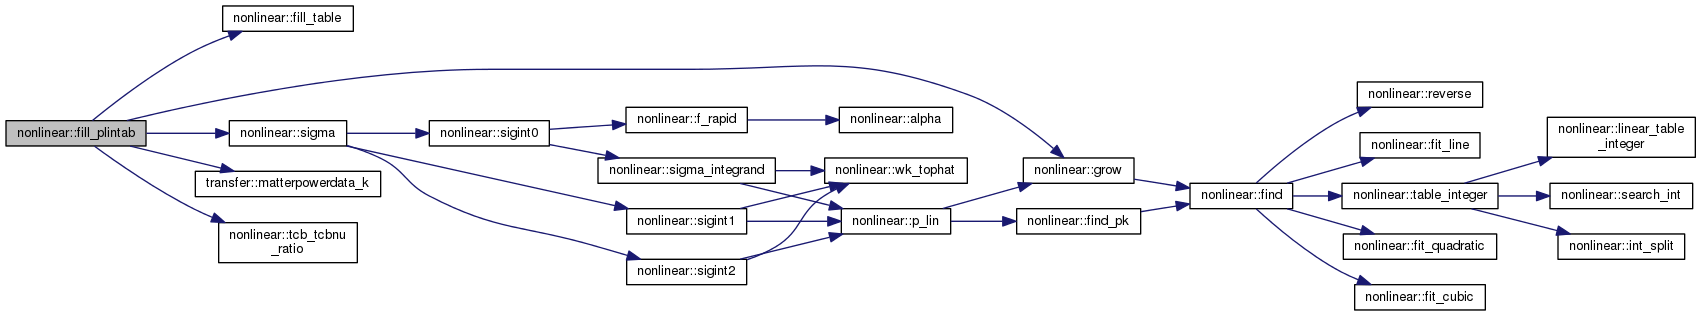 nonlinear::fill_table
nonlinear::fill_plintab
nonlinear::sigma
transfer::matterpowerdata_k
nonlinear::tcb_tcbnu
_ratio
nonlinear::sigint0
nonlinear::f_rapid
nonlinear::alpha
nonlinear::sigma_integrand
nonlinear::wk_tophat
nonlinear::sigint1
nonlinear::p_lin
nonlinear::sigint2
nonlinear::grow
nonlinear::find_pk
nonlinear::find
nonlinear::reverse
nonlinear::fit_line
nonlinear::table_integer
nonlinear::fit_quadratic
nonlinear::fit_cubic
nonlinear::linear_table
_integer
nonlinear::search_int
nonlinear::int_split